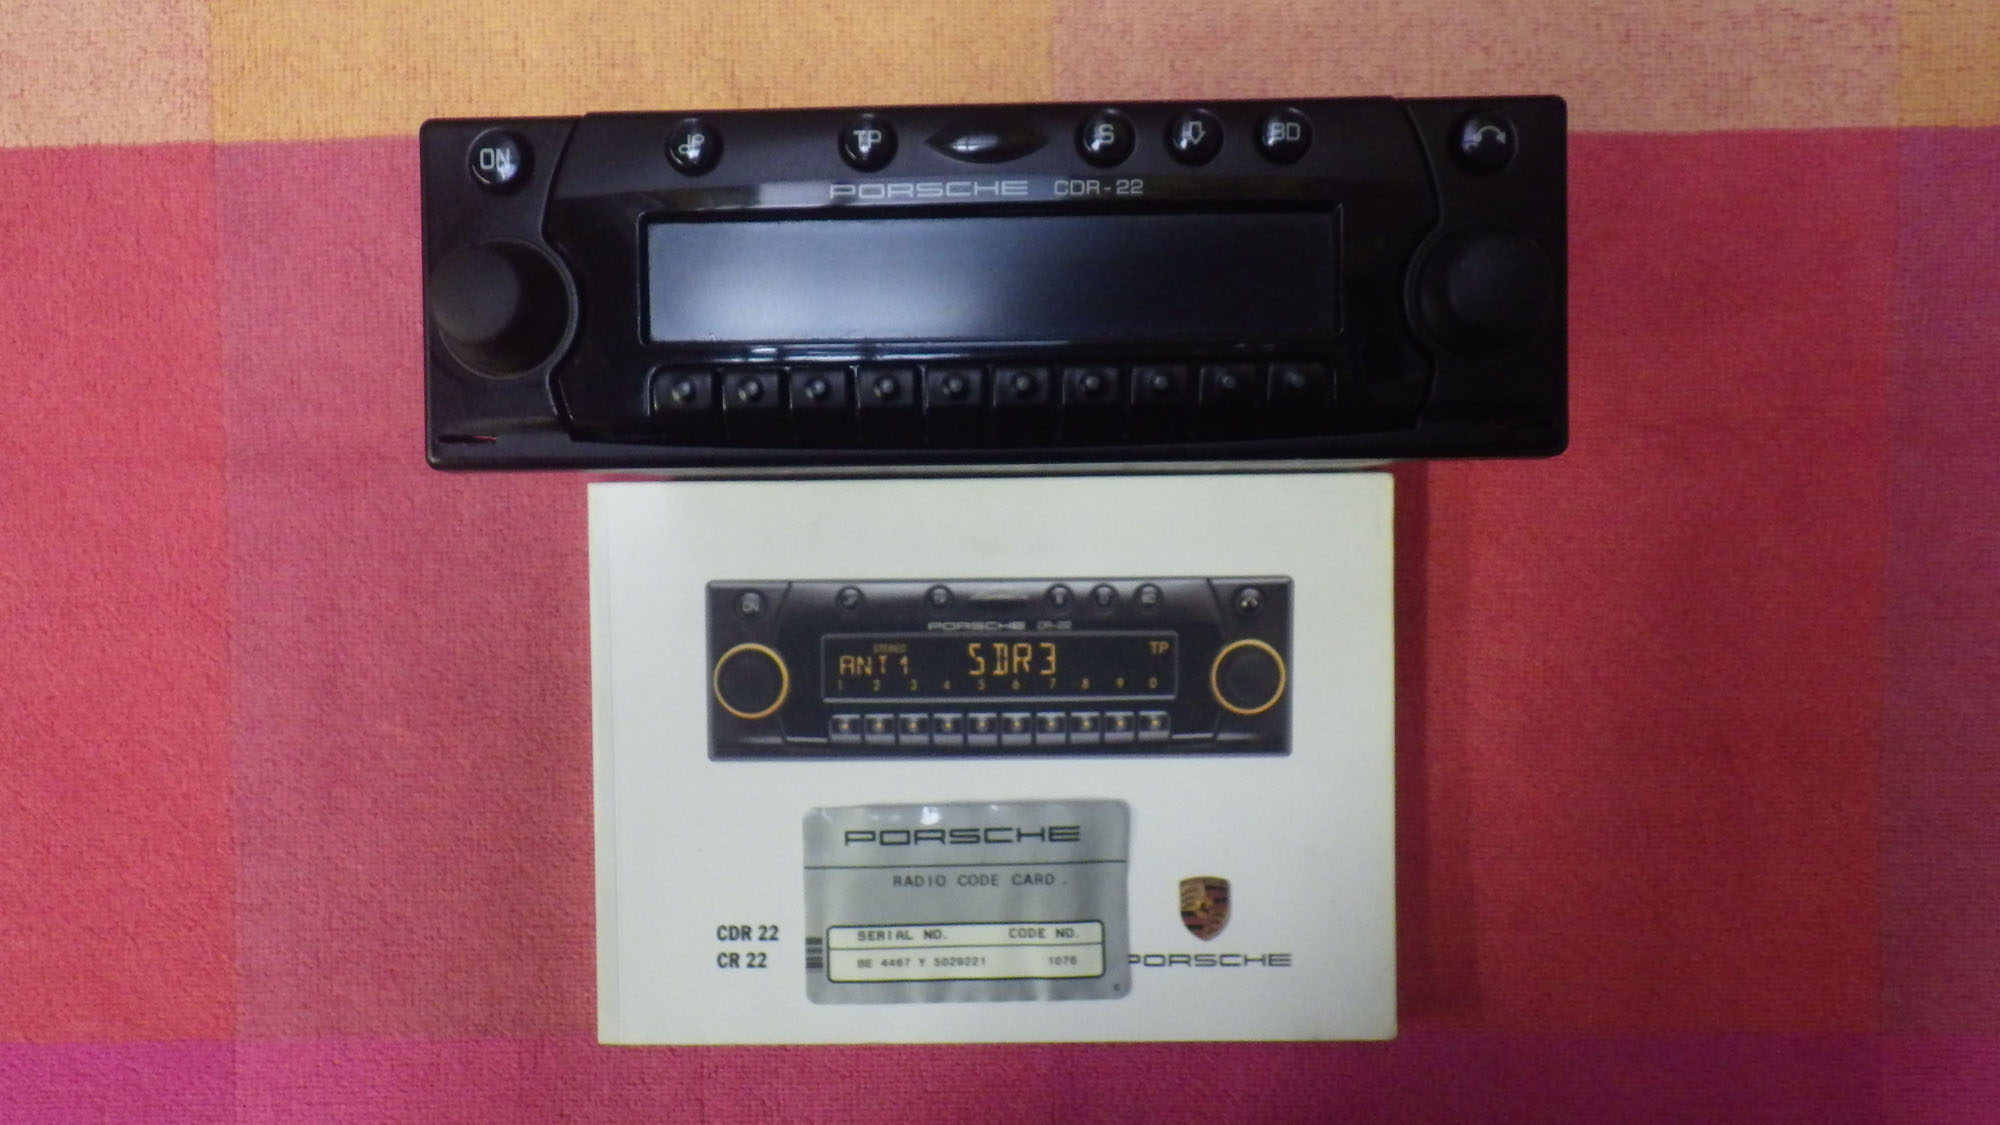 ON
TP
S
BD
PORSCHE CDR-22
ON
PORSCHE CR-22
STEREO
TP
ANT 1 SDR3
1 2 3 4 5 6 7 8 9 0
PORSCHE
RADIO CODE CARD.
SERIAL NO. CODE NO.
BE 4467 Y 5029221 1076
CDR 22
CR 22
PORSCHE